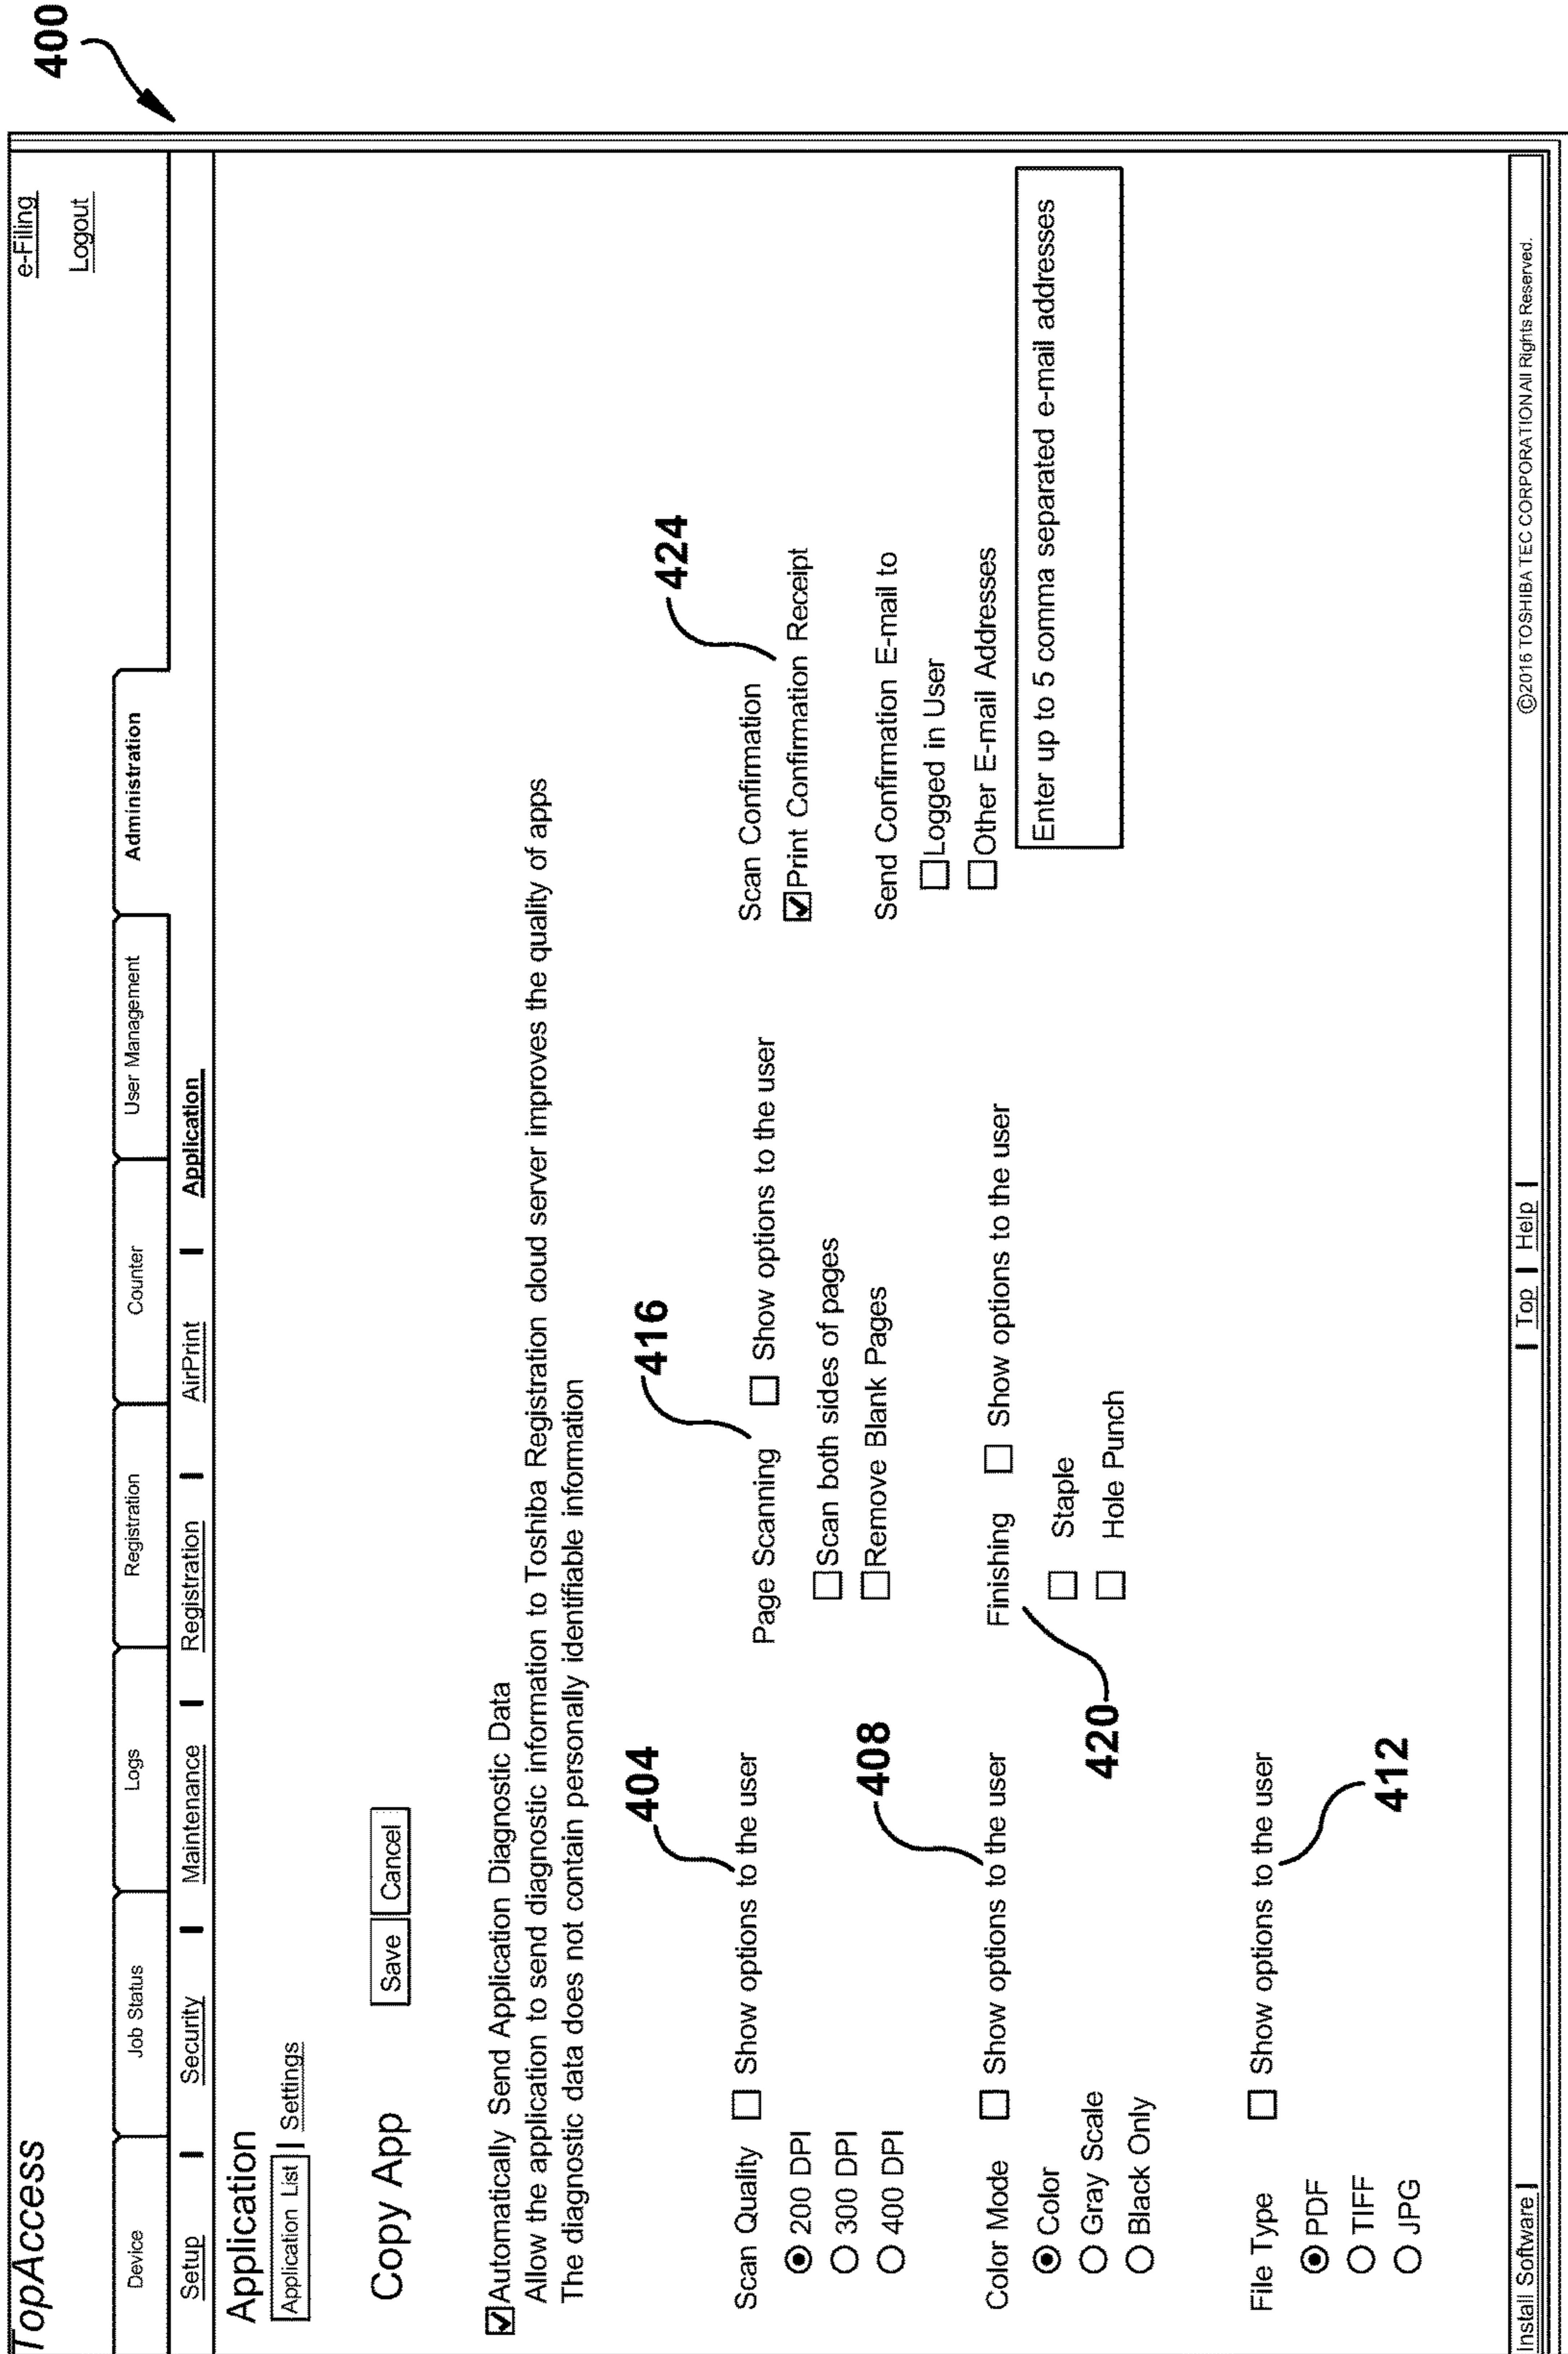 400
TopAccess
e-Filing
Logout
Device
Job Status
Logs
Registration
Counter
User Management
Administration
Setup | Security | Maintenance | Registration | AirPrint | Application
Application
Application List | Settings
Copy App
Save
Cancel
Automatically Send Application Diagnostic Data
Allow the application to send diagnostic information to Toshiba Registration cloud server improves the quality of apps
The diagnostic data does not contain personally identifiable information
404
Scan Quality Show options to the user
200 DPI
300 DPI
400 DPI
408
Color Mode Show options to the user
Color
Gray Scale
Black Only
File Type Show options to the user
412
PDF
TIFF
JPG
416
Page Scanning Show options to the user
Scan both sides of pages
Remove Blank Pages
Finishing Show options to the user
420
Staple
Hole Punch
424
Scan Confirmation
Print Confirmation Receipt
Send Confirmation E-mail to
Logged in User
Other E-mail Addresses
Enter up to 5 comma separated e-mail addresses
Install Software |
| Top | Help |
©2016 TOSHIBA TEC CORPORATIONAll Rights Reserved.